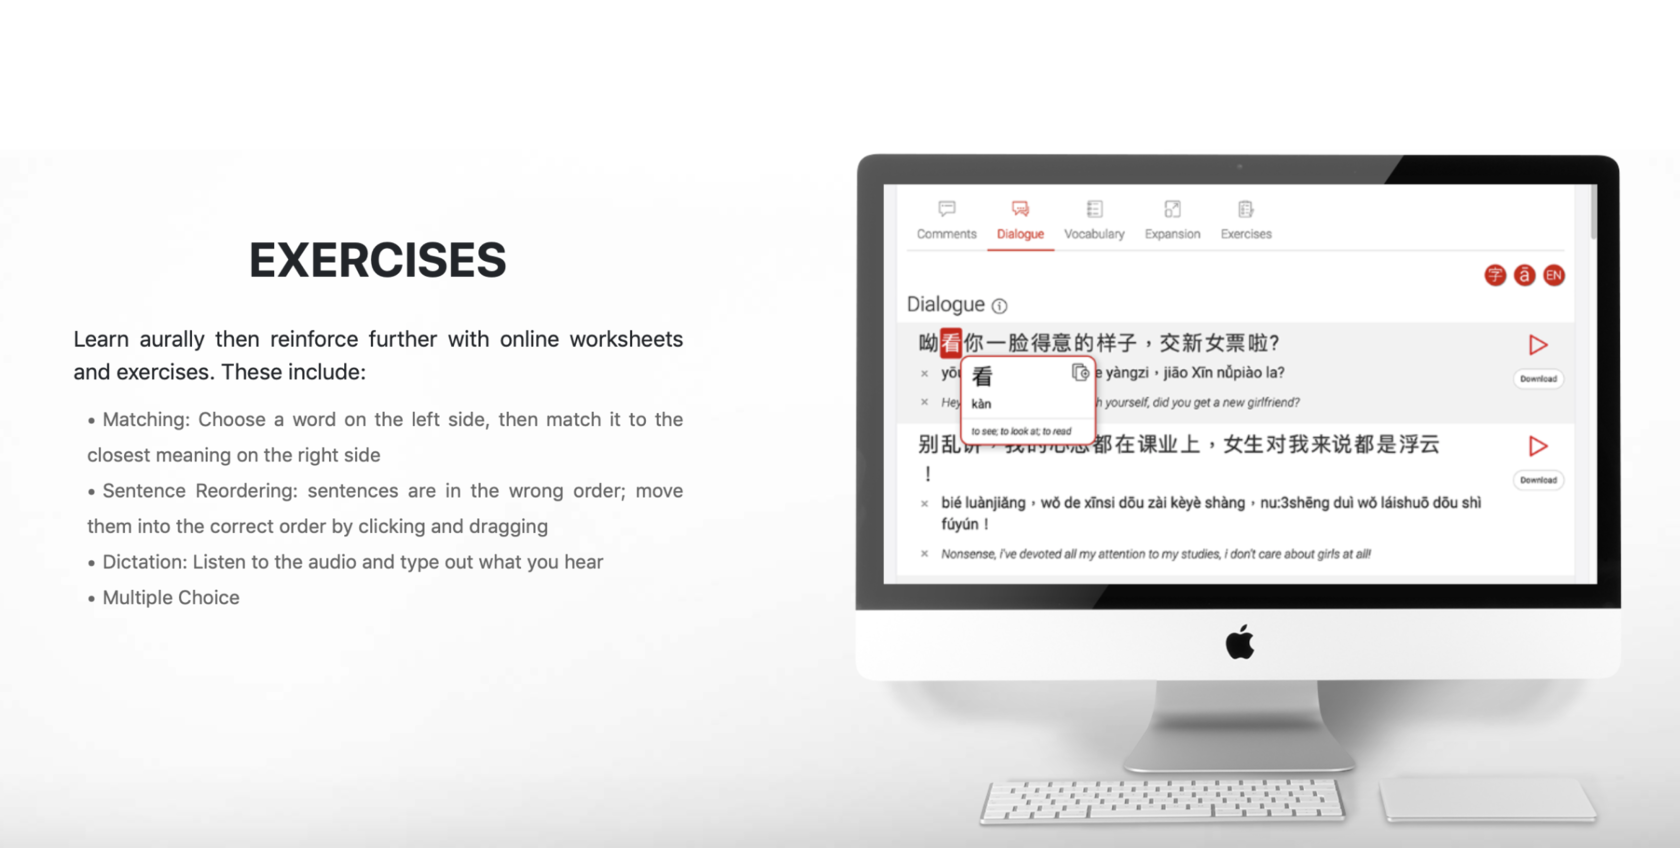 EXERCISES
Learn aurally then reinforce further with online worksheets
and exercises. These include:
• Matching: Choose a word on the left side, then match it to the
closest meaning on the right side
• Sentence Reordering: sentences are in the wrong order; move
them into the correct order by clicking and dragging
• Dictation: Listen to the audio and type out what you hear
• Multiple Choice
Comments Dialogue Vocabulary Expansion Exercises
字 ā EN
Dialogue
呦看你一脸得意的样子，交新女票啦?
yàngzi，jiāo Xīn nǚpiào la?
Hey yourself, did you get a new girlfriend?
Download
看
kàn
to see; to look at; to read
别乱 都在课业上，女生对我来说都是浮云
！
bié luànjiǎng，wǒ de xīnsi dōu zài kèyè shàng，nu:3shēng duì wǒ láishuō dōu shì
fúyún！
Nonsense, i've devoted all my attention to my studies, i don't care about girls at all!
Download